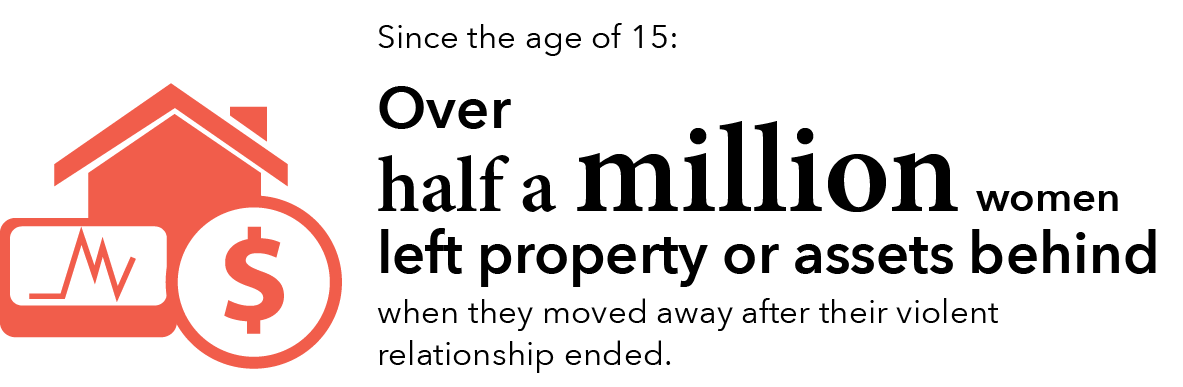 Since the age of 15:
Over
half a million women
left property or assets behind
when they moved away after their violent
relationship ended.
$